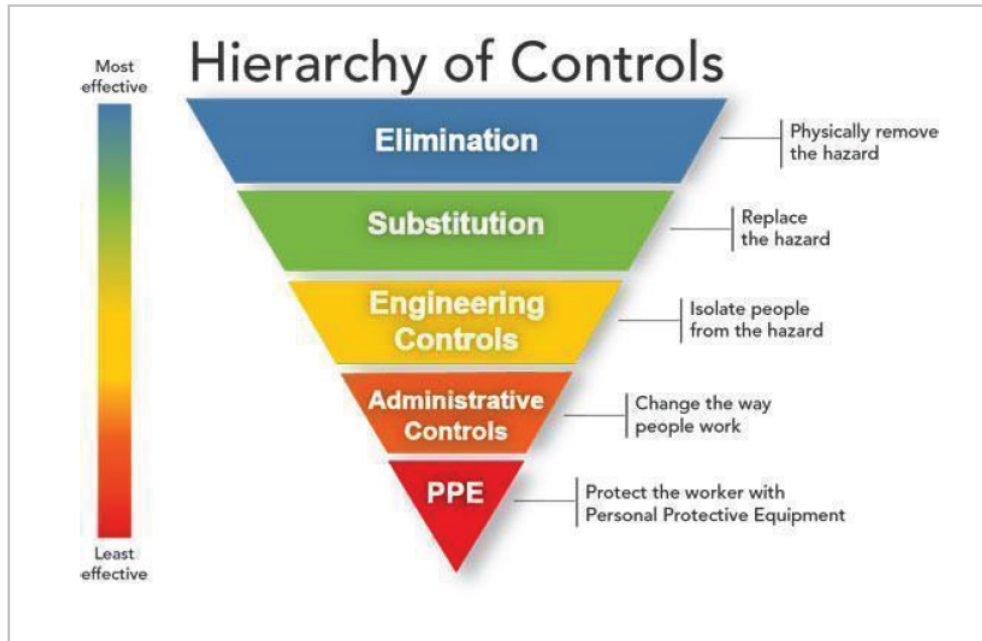 Hierarchy of Controls
Most
effective
Elimination
Physically remove
the hazard
Substitution
Replace
the hazard
Engineering
Controls
Isolate people
from the hazard
Administrative
Controls
Change the way
people work
PPE
Protect the worker with
Personal Protective Equipment
Least
effective